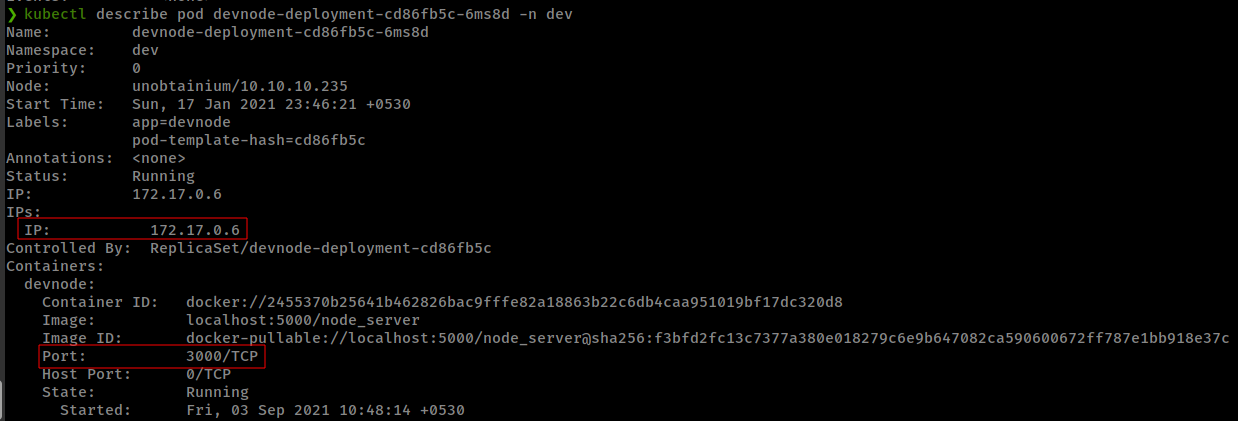 ❯ kubectl describe pod devnode-deployment-cd86fb5c-6ms8d -n dev
Name:         devnode-deployment-cd86fb5c-6ms8d
Namespace:    dev
Priority:     0
Node:         unobtainium/10.10.10.235
Start Time:   Sun, 17 Jan 2021 23:46:21 +0530
Labels:       app=devnode
              pod-template-hash=cd86fb5c
Annotations:  <none>
Status:       Running
IP:           172.17.0.6
IPs:
  IP:           172.17.0.6
Controlled By:  ReplicaSet/devnode-deployment-cd86fb5c
Containers:
  devnode:
    Container ID:   docker://2455370b25641b462826bac9fffe82a18863b22c6db4caa951019bf17dc320d8
    Image:          localhost:5000/node_server
    Image ID:       docker-pullable://localhost:5000/node_server@sha256:f3bfd2fc13c7377a380e018279c6e9b647082ca590600672ff787e1bb918e37c
    Port:           3000/TCP
    Host Port:      0/TCP
    State:          Running
      Started:      Fri, 03 Sep 2021 10:48:14 +0530